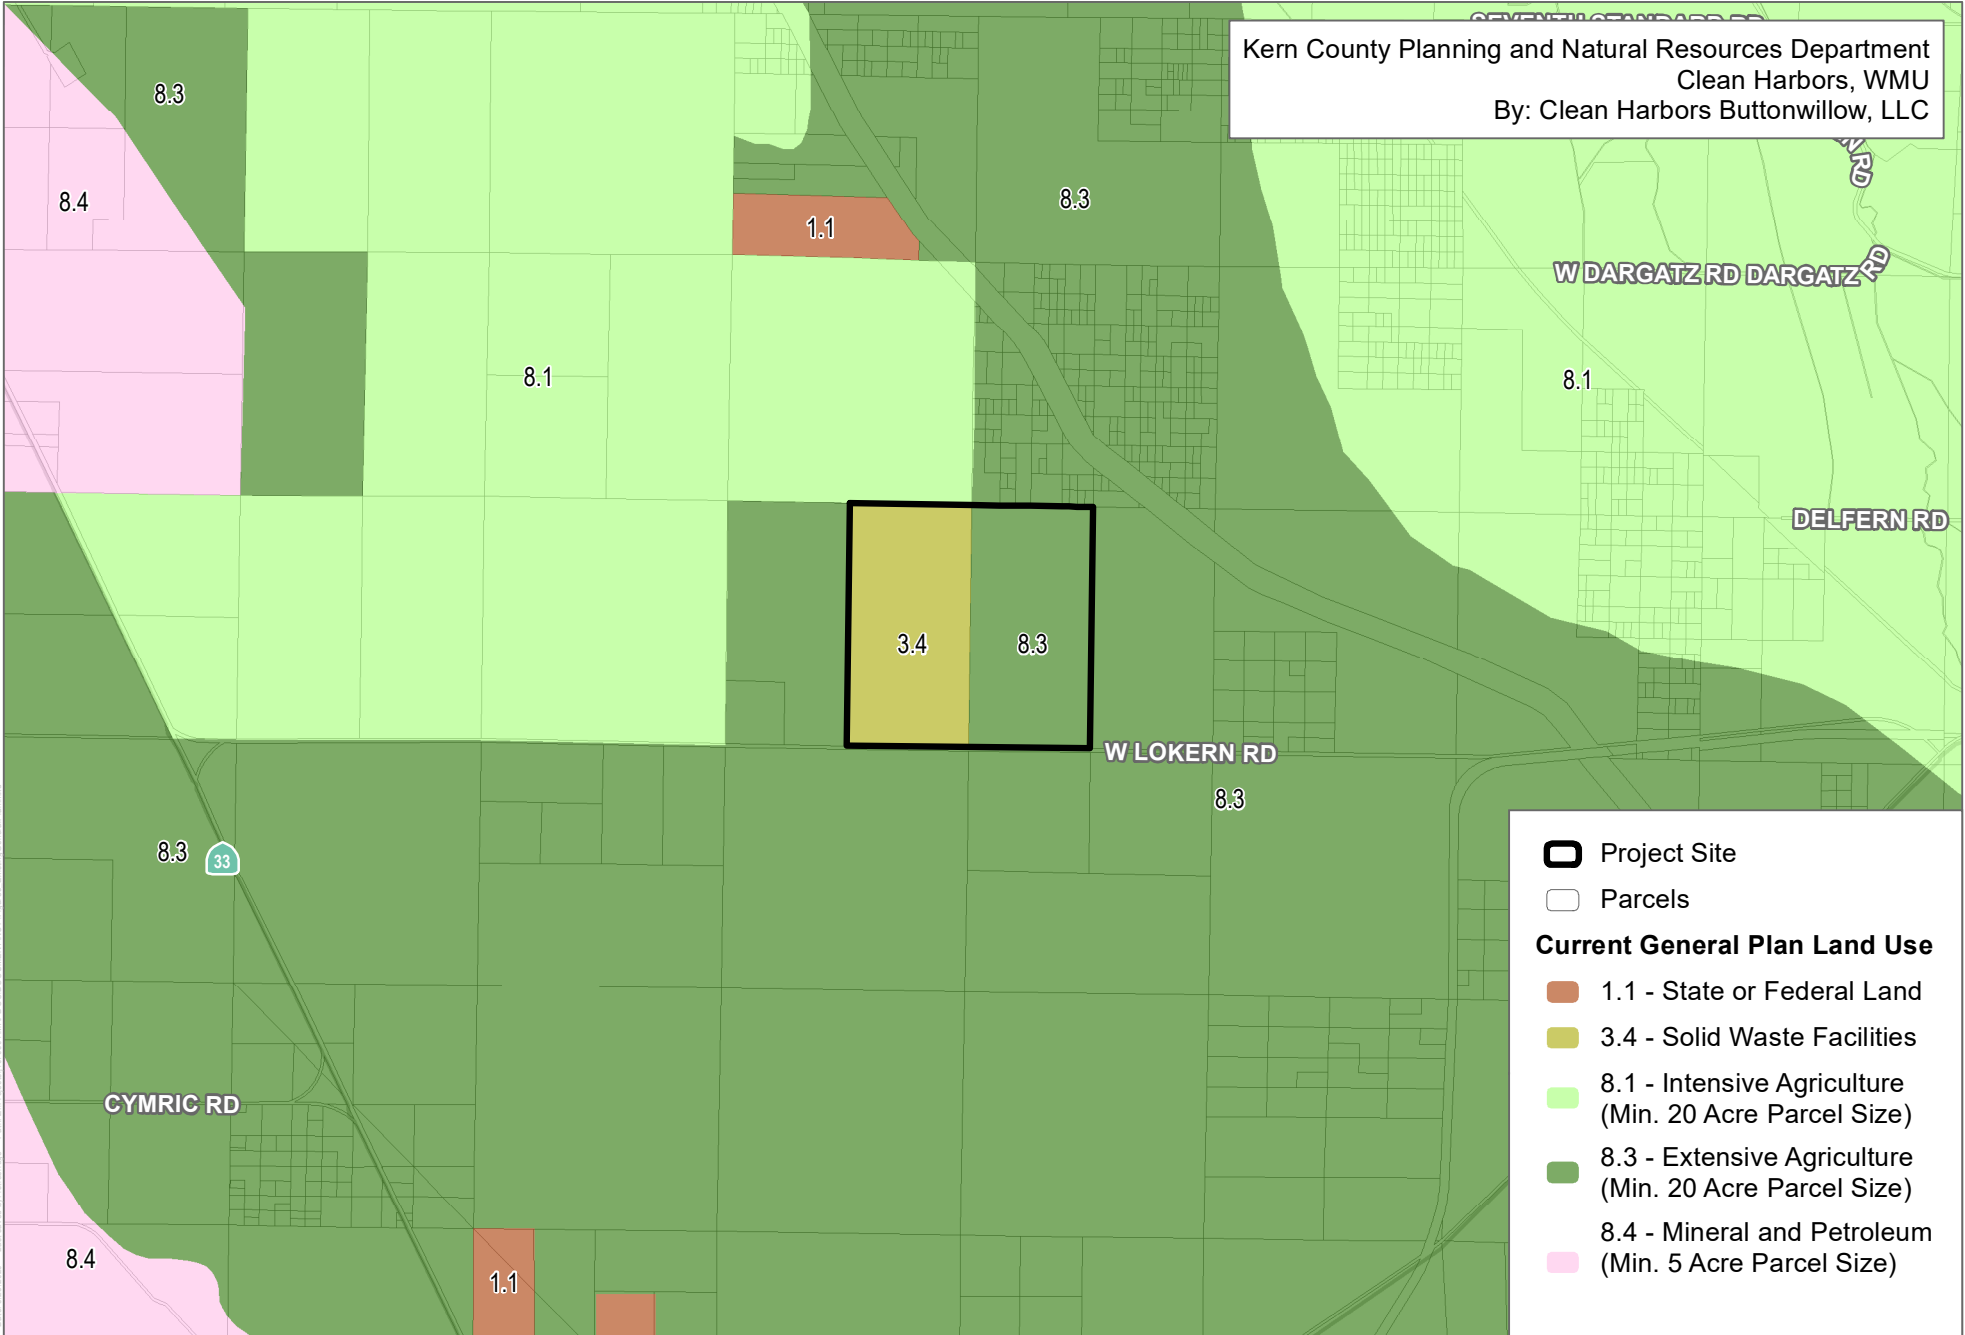 SEVENTH STANDARD RD
Kern County Planning and Natural Resources Department
Clean Harbors, WMU
By: Clean Harbors Buttonwillow, LLC
8.3
N RD
8.4
8.3
1.1
W DARGATZ RD DARGATZ RD
8.1
8.1
DELFERN RD
3.4
8.3
W LOKERN RD
8.3
8.3
33
Project Site
Parcels
Current General Plan Land Use
1.1 - State or Federal Land
3.4 - Solid Waste Facilities
8.1 - Intensive Agriculture
(Min. 20 Acre Parcel Size)
8.3 - Extensive Agriculture
(Min. 20 Acre Parcel Size)
8.4 - Mineral and Petroleum
(Min. 5 Acre Parcel Size)
CYMRIC RD
8.4
1.1